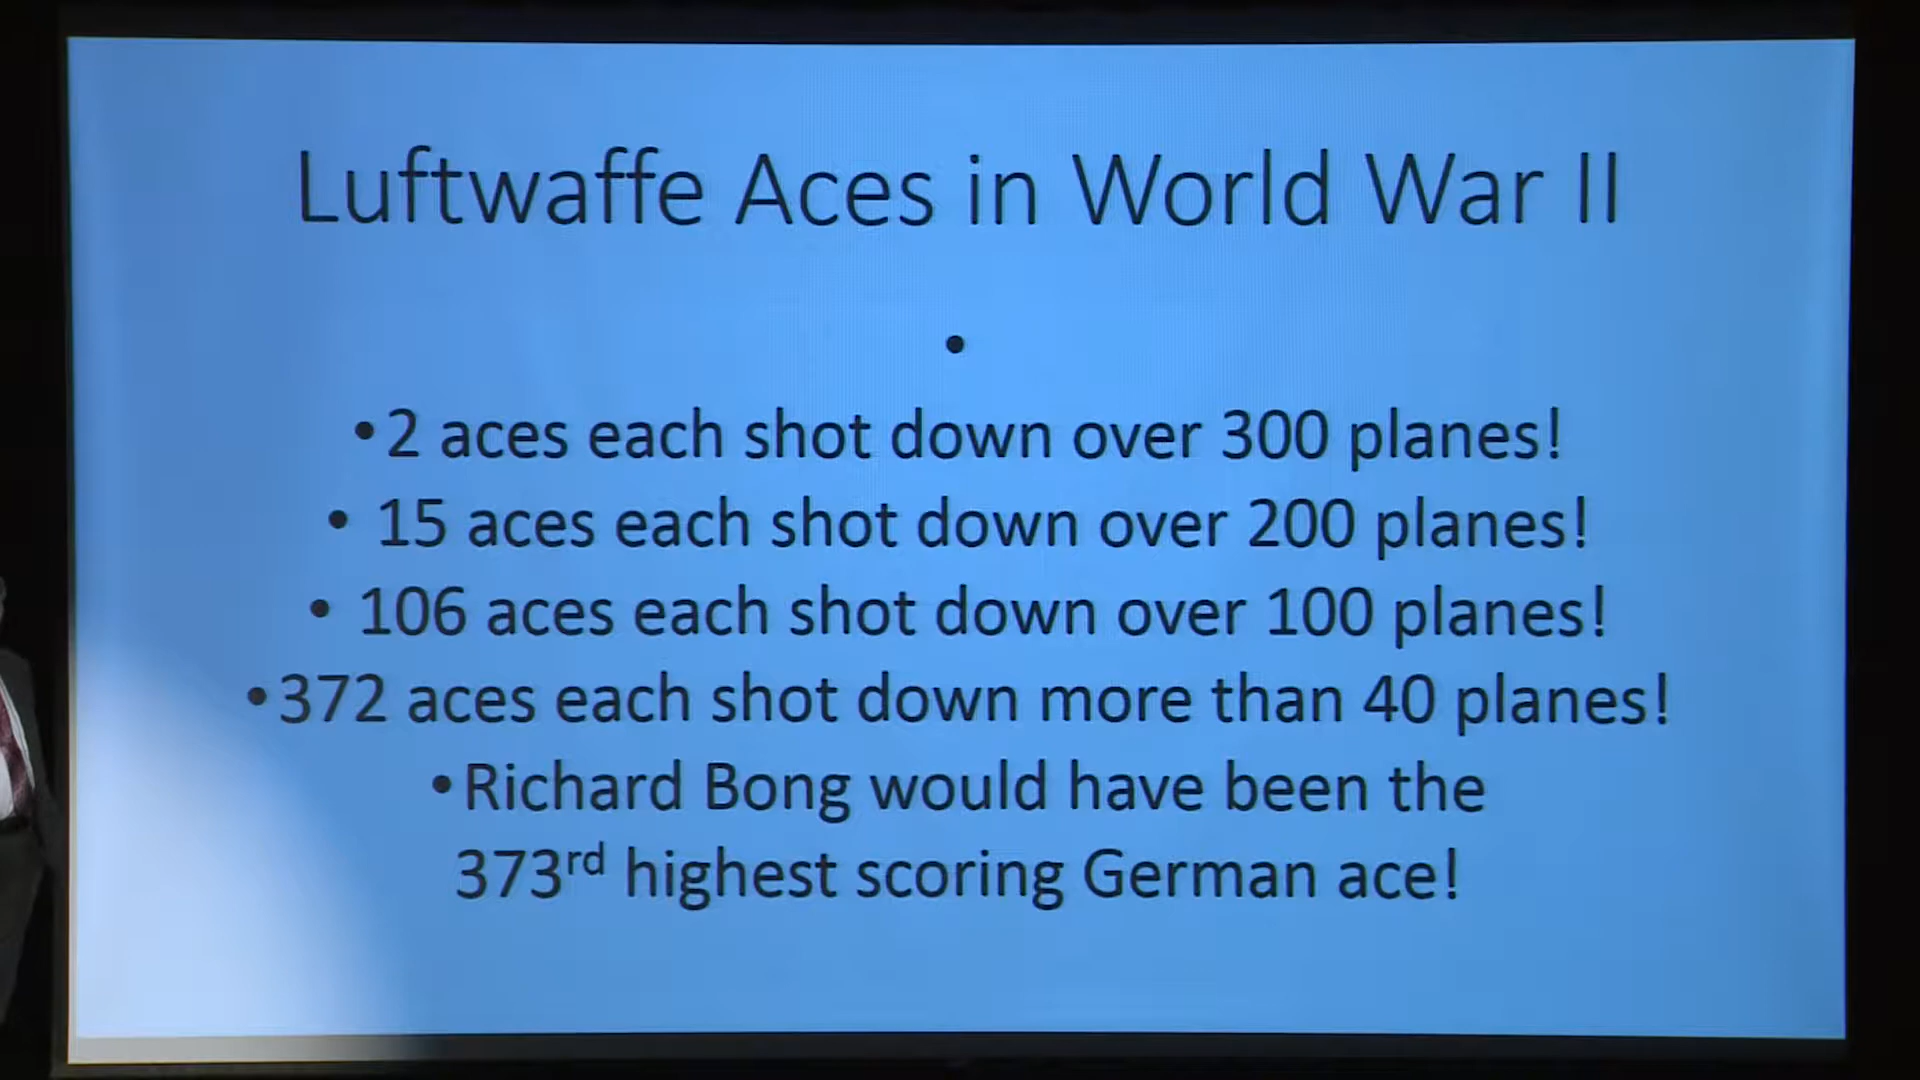 Luftwaffe Aces in World War II
•
•2 aces each shot down over 300 planes!
• 15 aces each shot down over 200 planes!
• 106 aces each shot down over 100 planes!
•372 aces each shot down more than 40 planes!
•Richard Bong would have been the
373rd highest scoring German ace!